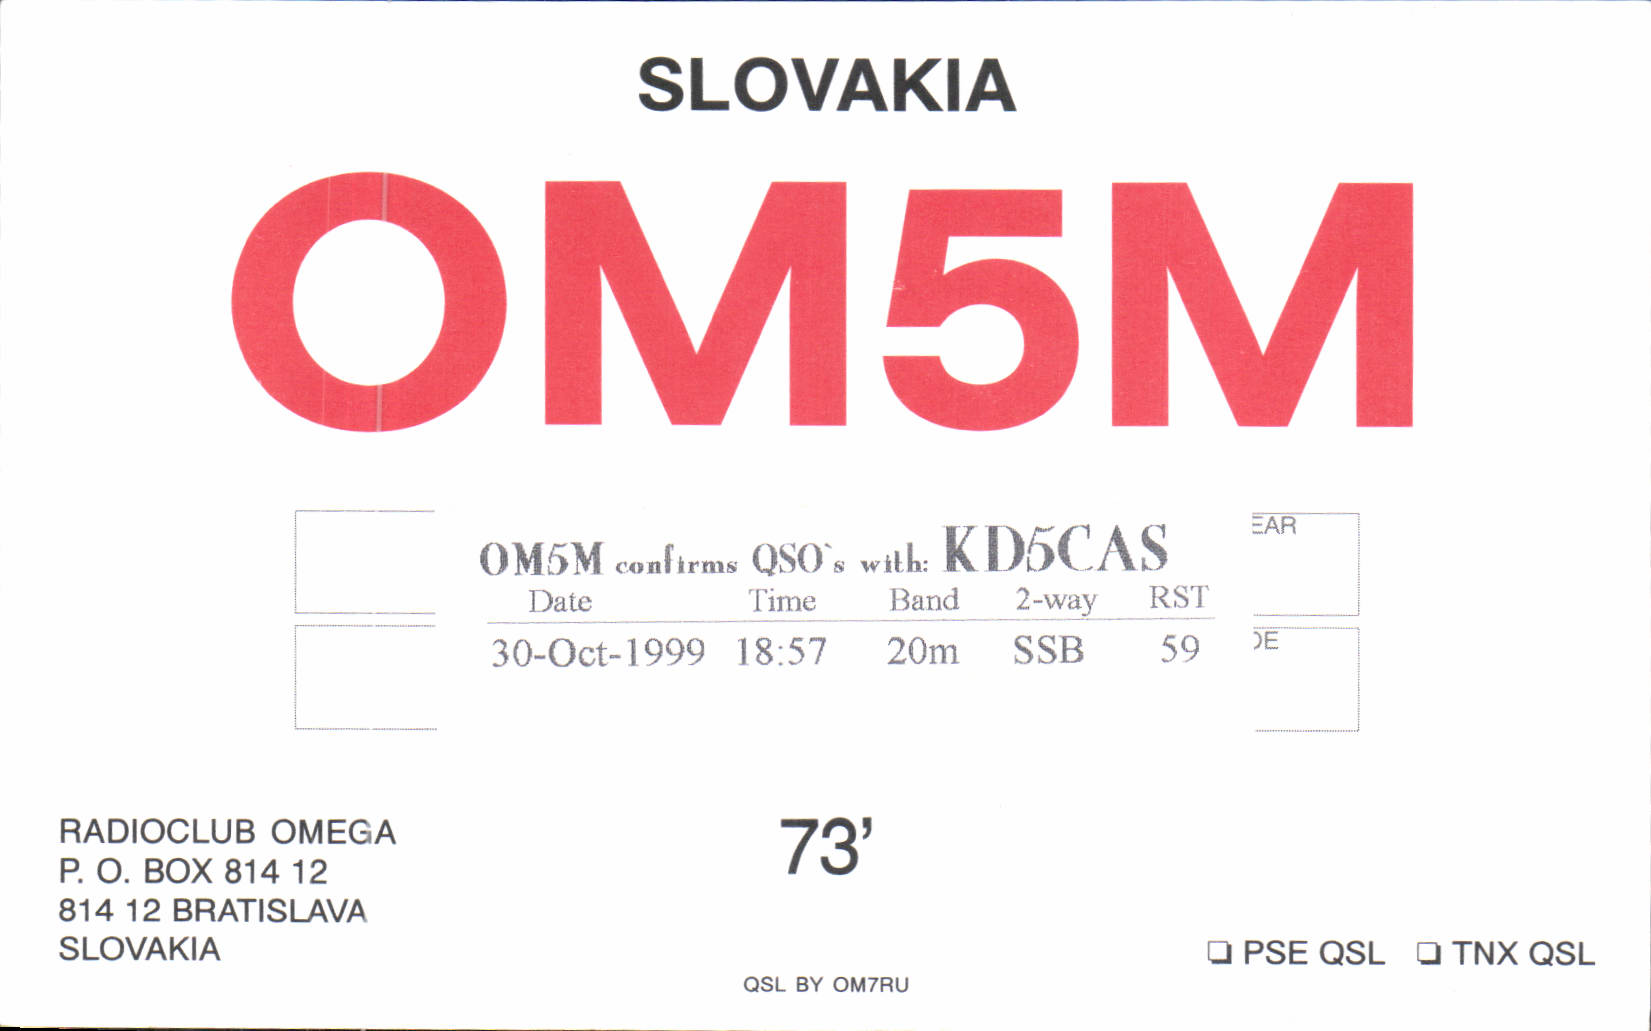 SLOVAKIA
OM5M
OM5M confirms QSO`s with: KD5CAS
EAR
Date Time Band 2-way RST
30-Oct-1999 18:57 20m SSB 59
DE
RADIOCLUB OMEGA
P. O. BOX 814 12
814 12 BRATISLAVA
SLOVAKIA
73'
❏ PSE QSL ❏ TNX QSL
QSL BY OM7RU